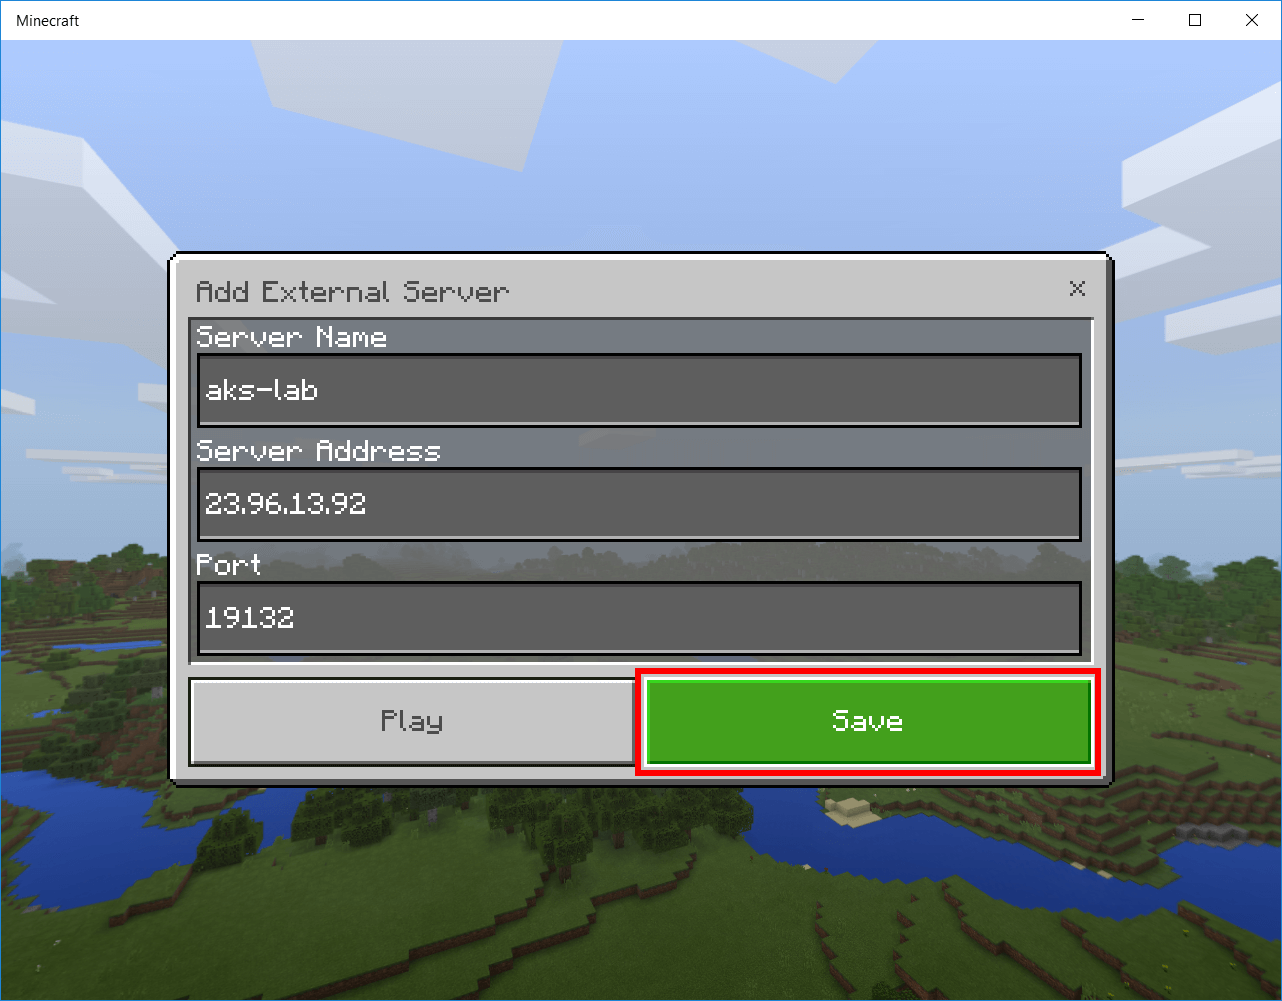 Minecraft
Add External Server
Server Name
aks-lab
Server Address
23.96.13.92
Port
19132
Play
Save